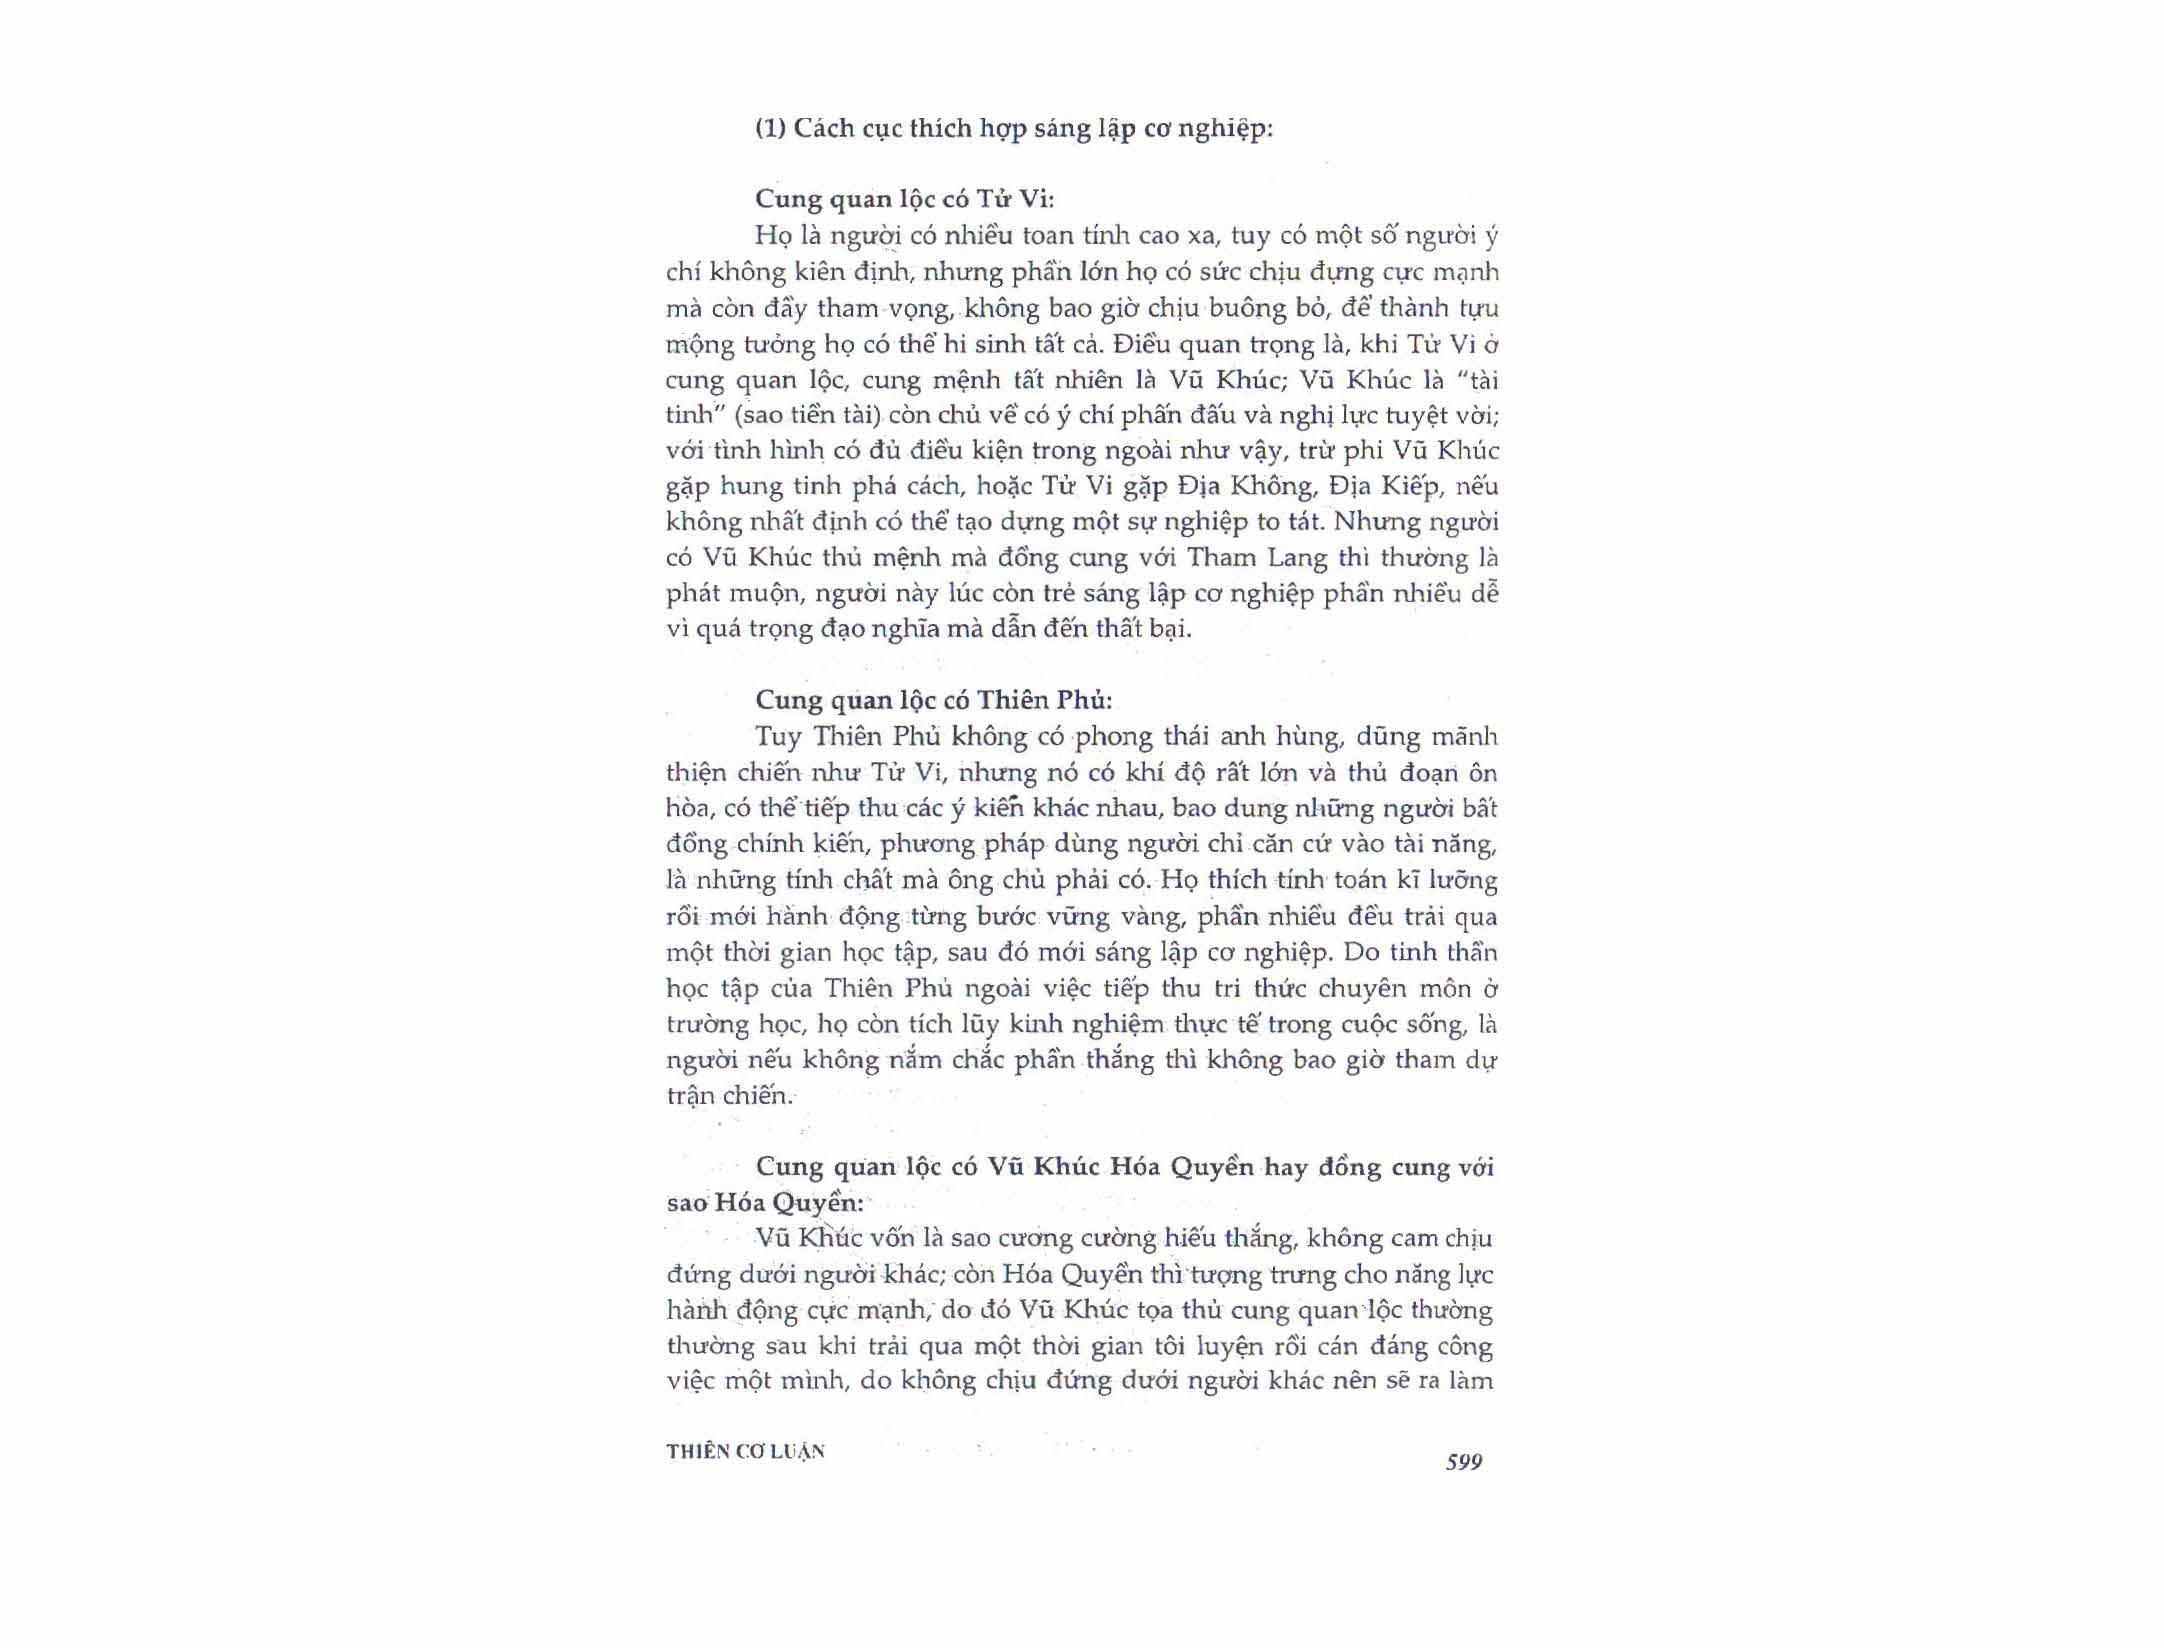 (1) Cách cục thích hợp sáng lập cơ nghiệp:
Cung quan lộc có Tử Vi:
Họ là người có nhiều toan tính cao xa, tuy có một số người ý
chí không kiên định, nhưng phần lớn họ có sức chịu đựng cực mạnh
mà còn đầy tham vọng, không bao giờ chịu buông bỏ, để thành tựu
mộng tưởng họ có thể hi sinh tất cả. Điều quan trọng là, khi Tử Vi ở
cung quan lộc, cung mệnh tất nhiên là Vũ Khúc; Vũ Khúc là "tài
tinh" (sao tiền tài) còn chủ về có ý chí phấn đấu và nghị lực tuyệt vời;
với tình hình có đủ điều kiện trong ngoài như vậy, trừ phi Vũ Khúc
gặp hung tinh phá cách, hoặc Tử Vi gặp Địa Không, Địa Kiếp, nếu
không nhất định có thể tạo dựng một sự nghiệp to tát. Nhưng người
có Vũ Khúc thủ mệnh mà đồng cung với Tham Lang thì thường là
phát muộn, người này lúc còn trẻ sáng lập cơ nghiệp phần nhiều dễ
vì quá trọng đạo nghĩa mà dẫn đến thất bại.
Cung quan lộc có Thiên Phủ:
Tuy Thiên Phủ không có phong thái anh hùng, dũng mãnh
thiện chiến như Tử Vi, nhưng nó có khí độ rất lớn và thủ đoạn ôn
hòa, có thể tiếp thu các ý kiến khác nhau, bao dung những người bất
đồng chính kiến, phương pháp dùng người chỉ căn cứ vào tài năng,
là những tính chất mà ông chủ phải có. Họ thích tính toán kĩ lưỡng
rồi mới hành động từng bước vững vàng, phần nhiều đều trải qua
một thời gian học tập, sau đó mới sáng lập cơ nghiệp. Do tinh thần
học tập của Thiên Phủ ngoài việc tiếp thu tri thức chuyên môn ở
trường học, họ còn tích lũy kinh nghiệm thực tế trong cuộc sống, là
người nếu không nắm chắc phần thắng thì không bao giờ tham dự
trận chiến.
Cung quan lộc có Vũ Khúc Hóa Quyền hay đồng cung với
sao Hóa Quyền:
Vũ Khúc vốn là sao cương cường hiếu thắng, không cam chịu
đứng dưới người khác; còn Hóa Quyền thì tượng trưng cho năng lực
hành động cực mạnh, do đó Vũ Khúc tọa thủ cung quan lộc thường
thường sau khi trải qua một thời gian tôi luyện rồi cán đáng công
việc một mình, do không chịu đứng dưới người khác nên sẽ ra làm
THIÊN CƠ LUẬN
599